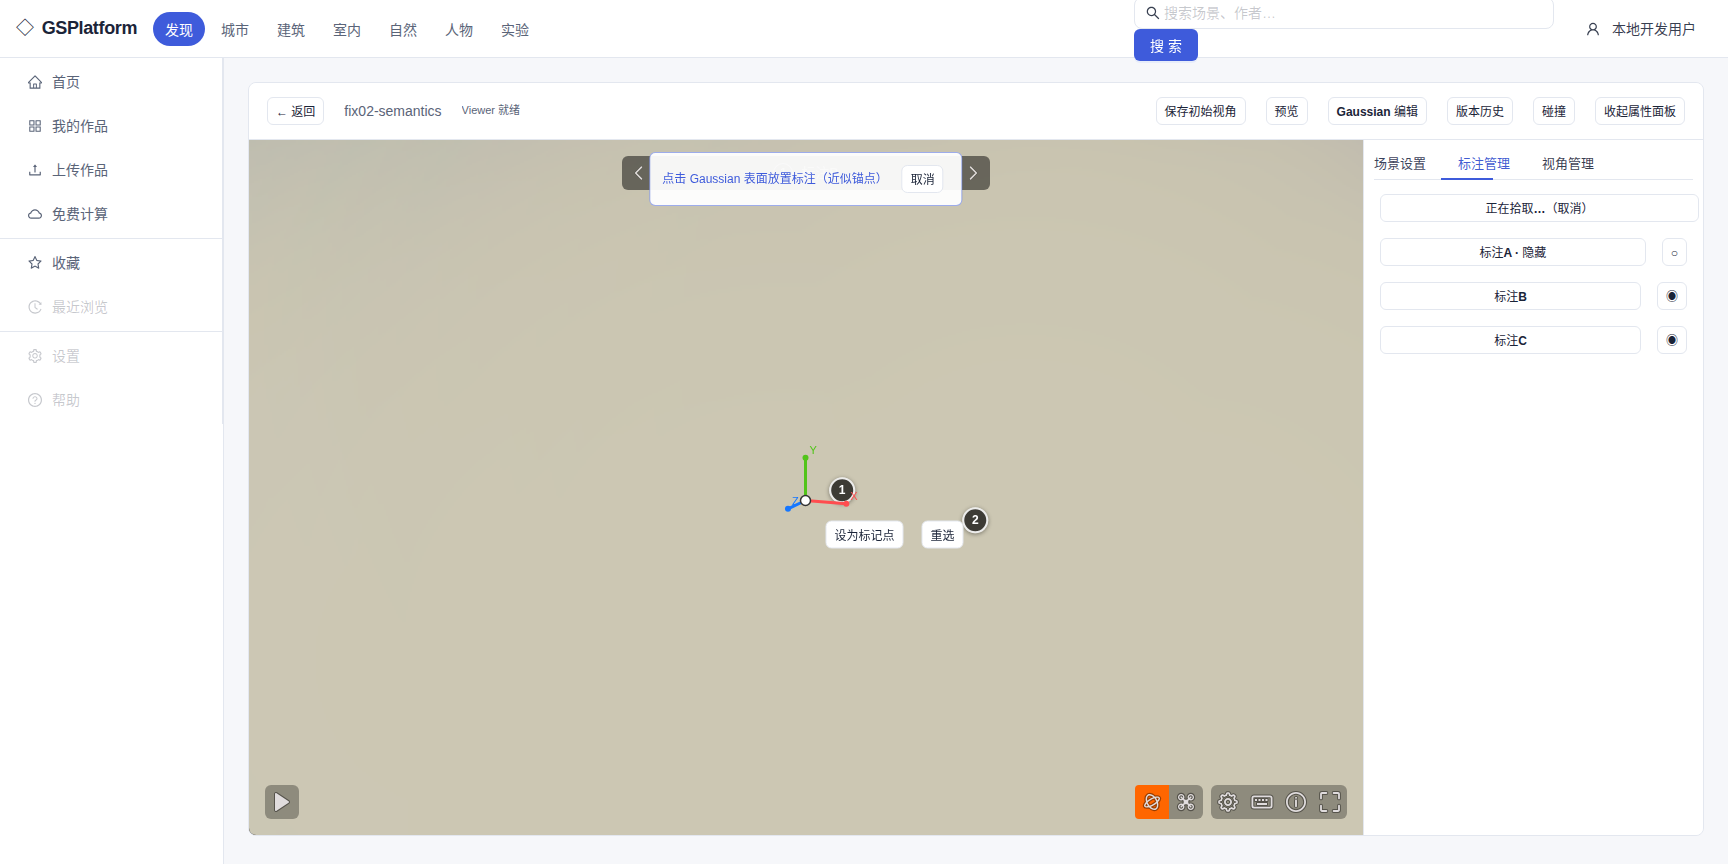 GSPlatform
发现 城市 建筑 室内 自然 人物 实验
搜索场景、作者...
搜 索
本地开发用户
首页
我的作品
上传作品
免费计算
收藏
最近浏览
设置
帮助
← 返回 fix02-semantics Viewer 就绪
保存初始视角 预览 Gaussian 编辑 版本历史 碰撞 收起属性面板
点击 Gaussian 表面放置标注（近似锚点） 取消
Y
Z
X
1
2
设为标记点 重选
场景设置 标注管理 视角管理
正在拾取...（取消）
标注A · 隐藏
标注B
标注C